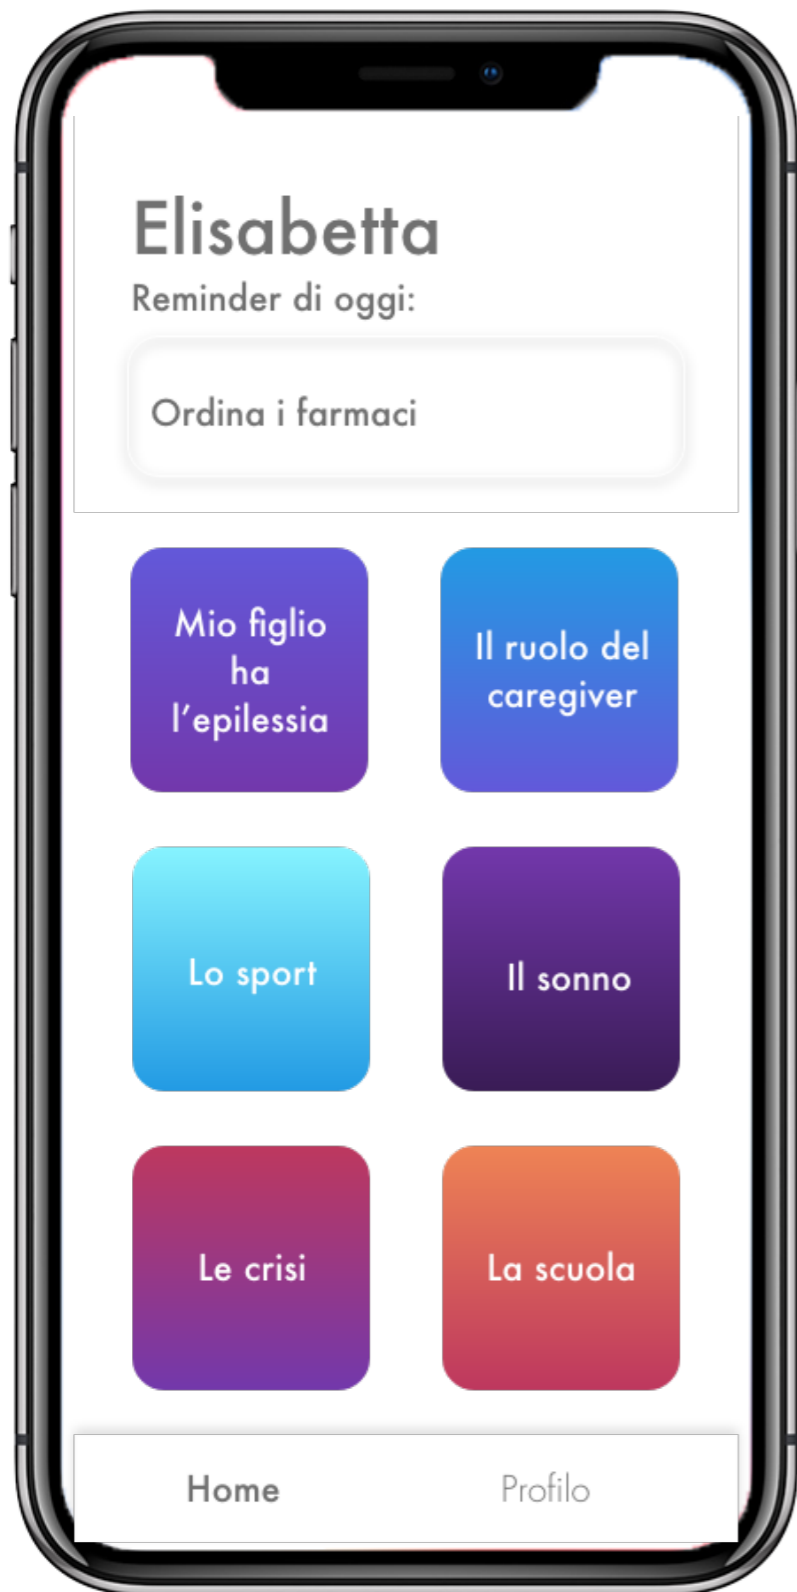 Elisabetta
Reminder di oggi:
Ordina i farmaci
Mio figlio
ha
l’epilessia
Il ruolo del
caregiver
Lo sport
Il sonno
Le crisi
La scuola
Home
Profilo